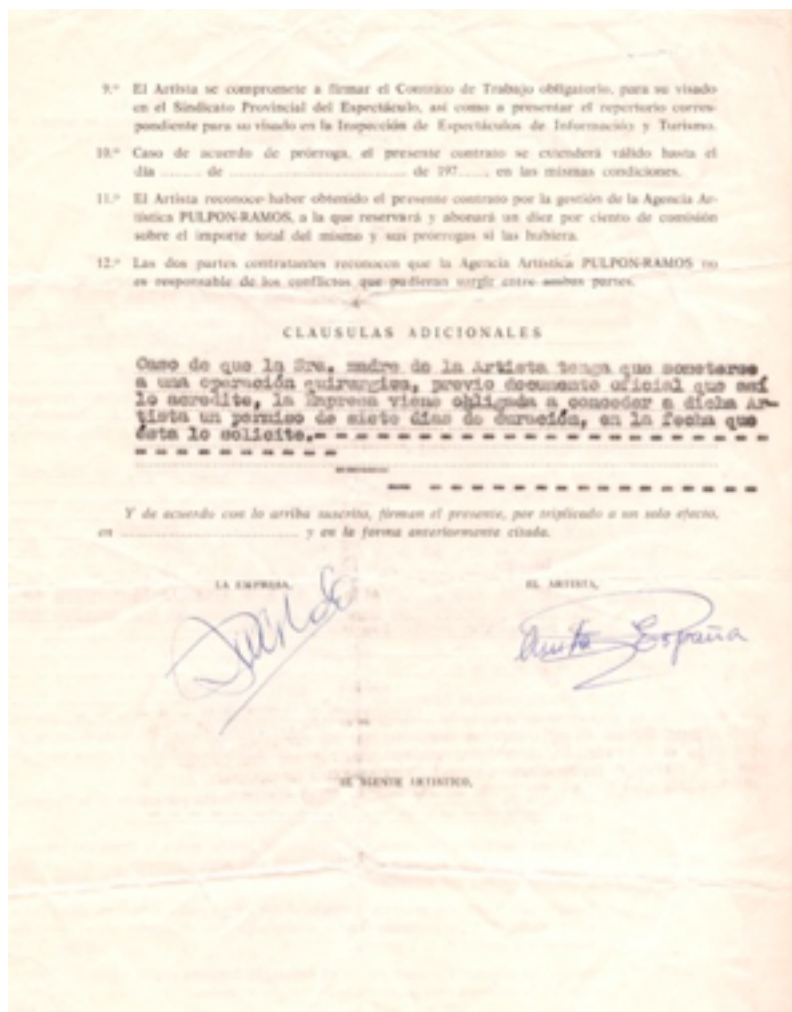 9.º El Artista se compromete a firmar el Contrato de Trabajo obligatorio, para su visado
en el Sindicato Provincial del Espectáculo, así como a presentar el repertorio corres-
pondiente para su visado en la Inspección de Espectáculos de Información y Turismo.
10.º Caso de acuerdo de prórroga, el presente contrato se extenderá válido hasta el
día ........ de .................................... de 197......, en las mismas condiciones.
11.º El Artista reconoce haber obtenido el presente contrato por la gestión de la Agencia Ar-
tística PULPON-RAMOS, a la que reservará y abonará un diez por ciento de comisión
sobre el importe total del mismo y sus prórrogas si las hubiera.
12.º Las dos partes contratantes reconocen que la Agencia Artística PULPON-RAMOS no
es responsable de los conflictos que pudieran surgir entre ambas partes.
CLAUSULAS ADICIONALES
Caso de que la Sra. madre de la Artista tenga que someterse
a una operación quirurgica, previo documento oficial que así
lo acredite, la Empresa viene obligada a conceder a dicha Ar-
tista un permiso de siete días de duración, en la fecha que
ésta lo solicite.-
Y de acuerdo con lo arriba suscrito, firman el presente, por triplicado a un solo efecto,
en .................................... y en la forma anteriormente citada.
LA EMPRESA,
EL ARTISTA,
Anita España
EL AGENTE ARTISTICO,